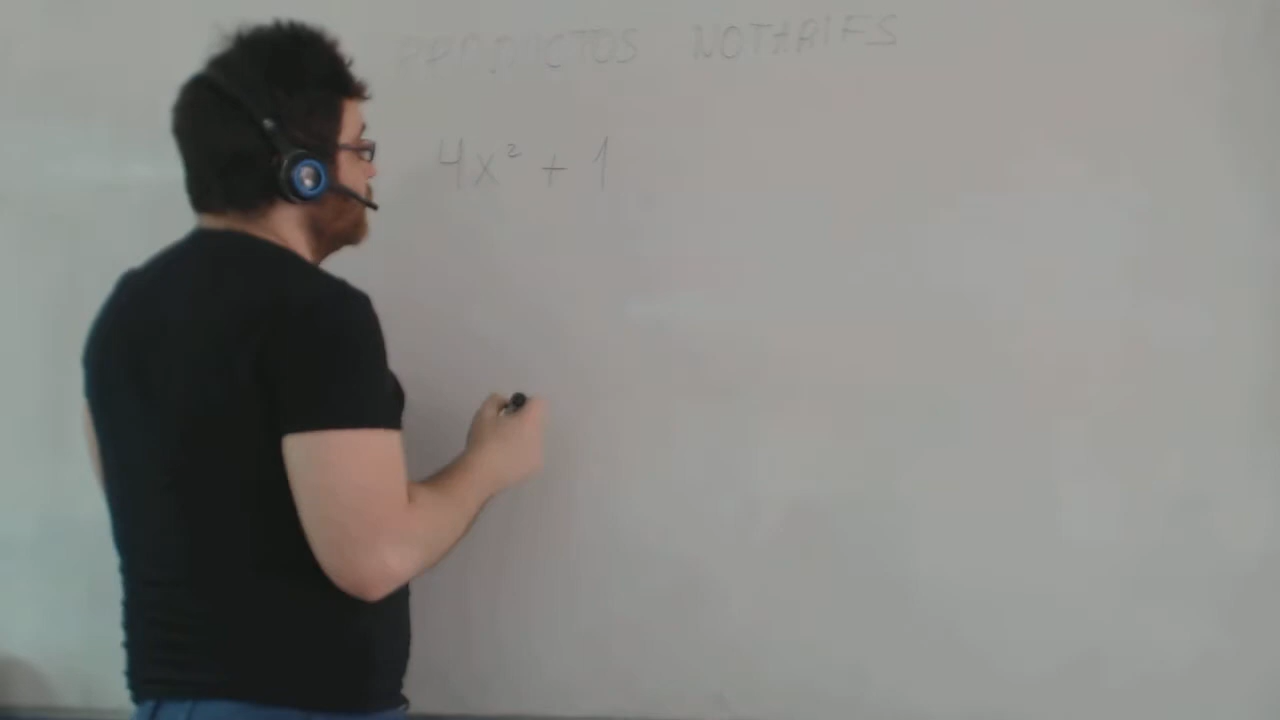 PRODUCTOS NOTABLES
4x² + 1